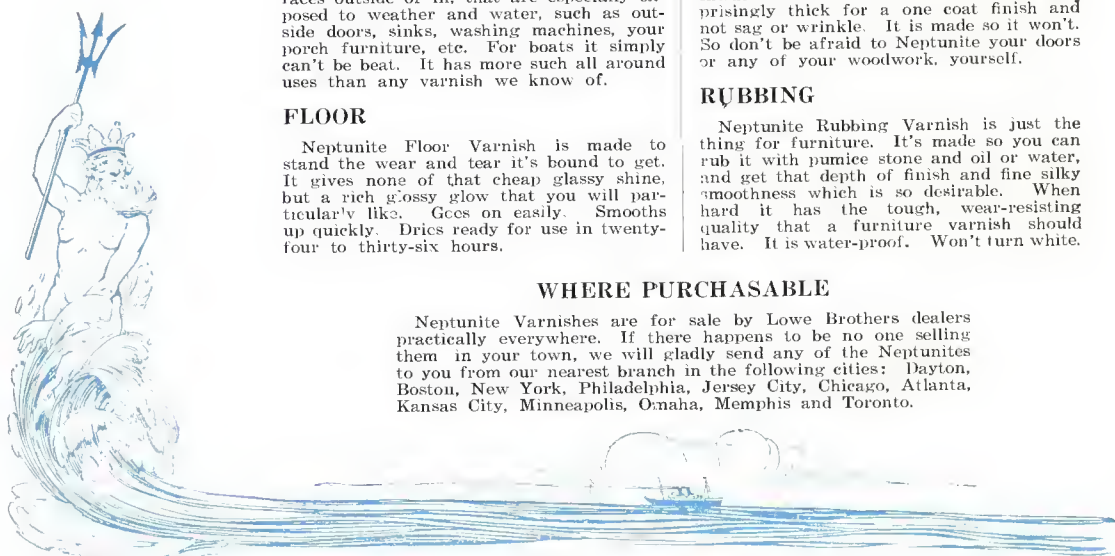 faces outside or in, that are especially ex-
posed to weather and water, such as out-
side doors, sinks, washing machines, your
porch furniture, etc. For boats it simply
can't be beat. It has more such all around
uses than any varnish we know of.
FLOOR
Neptunite Floor Varnish is made to
stand the wear and tear it's bound to get.
It gives none of that cheap glassy shine,
but a rich glossy glow that you will par-
ticularly like. Goes on easily. Smooths
up quickly. Dries ready for use in twenty-
four to thirty-six hours.
prisingly thick for a one coat finish and
not sag or wrinkle. It is made so it won't.
So don't be afraid to Neptunite your doors
or any of your woodwork, yourself.
RUBBING
Neptunite Rubbing Varnish is just the
thing for furniture. It's made so you can
rub it with pumice stone and oil or water,
and get that depth of finish and fine silky
smoothness which is so desirable. When
hard it has the tough, wear-resisting
quality that a furniture varnish should
have. It is water-proof. Won't turn white.
WHERE PURCHASABLE
Neptunite Varnishes are for sale by Lowe Brothers dealers
practically everywhere. If there happens to be no one selling
them in your town, we will gladly send any of the Neptunites
to you from our nearest branch in the following cities: Dayton,
Boston, New York, Philadelphia, Jersey City, Chicago, Atlanta,
Kansas City, Minneapolis, Omaha, Memphis and Toronto.